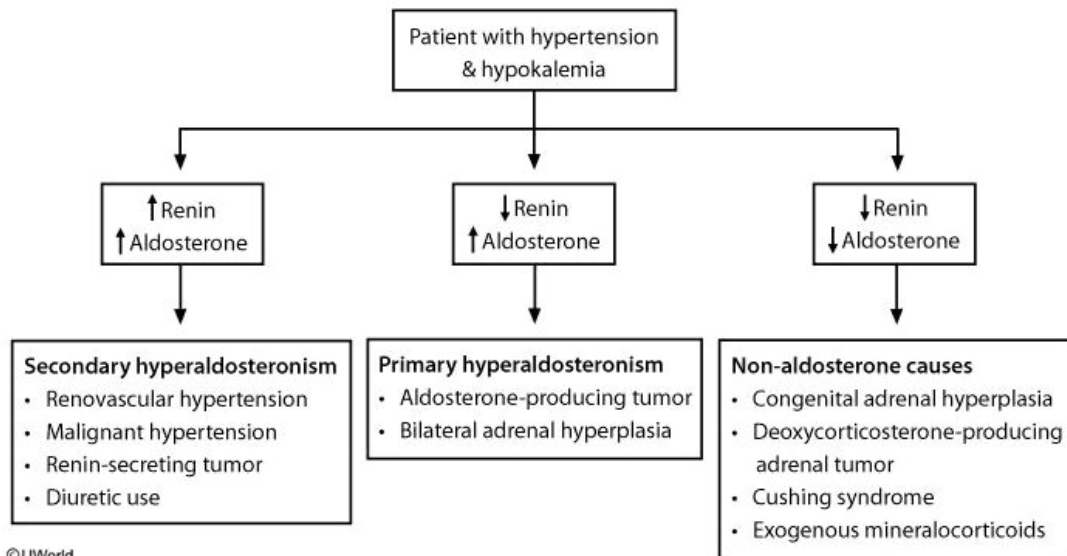 Patient with hypertension
& hypokalemia
↑ Renin
↑ Aldosterone
↓ Renin
↑ Aldosterone
↓ Renin
↓ Aldosterone
Secondary hyperaldosteronism
• Renovascular hypertension
• Malignant hypertension
• Renin-secreting tumor
• Diuretic use
Primary hyperaldosteronism
• Aldosterone-producing tumor
• Bilateral adrenal hyperplasia
Non-aldosterone causes
• Congenital adrenal hyperplasia
• Deoxycorticosterone-producing
adrenal tumor
• Cushing syndrome
• Exogenous mineralocorticoids
©UWorld